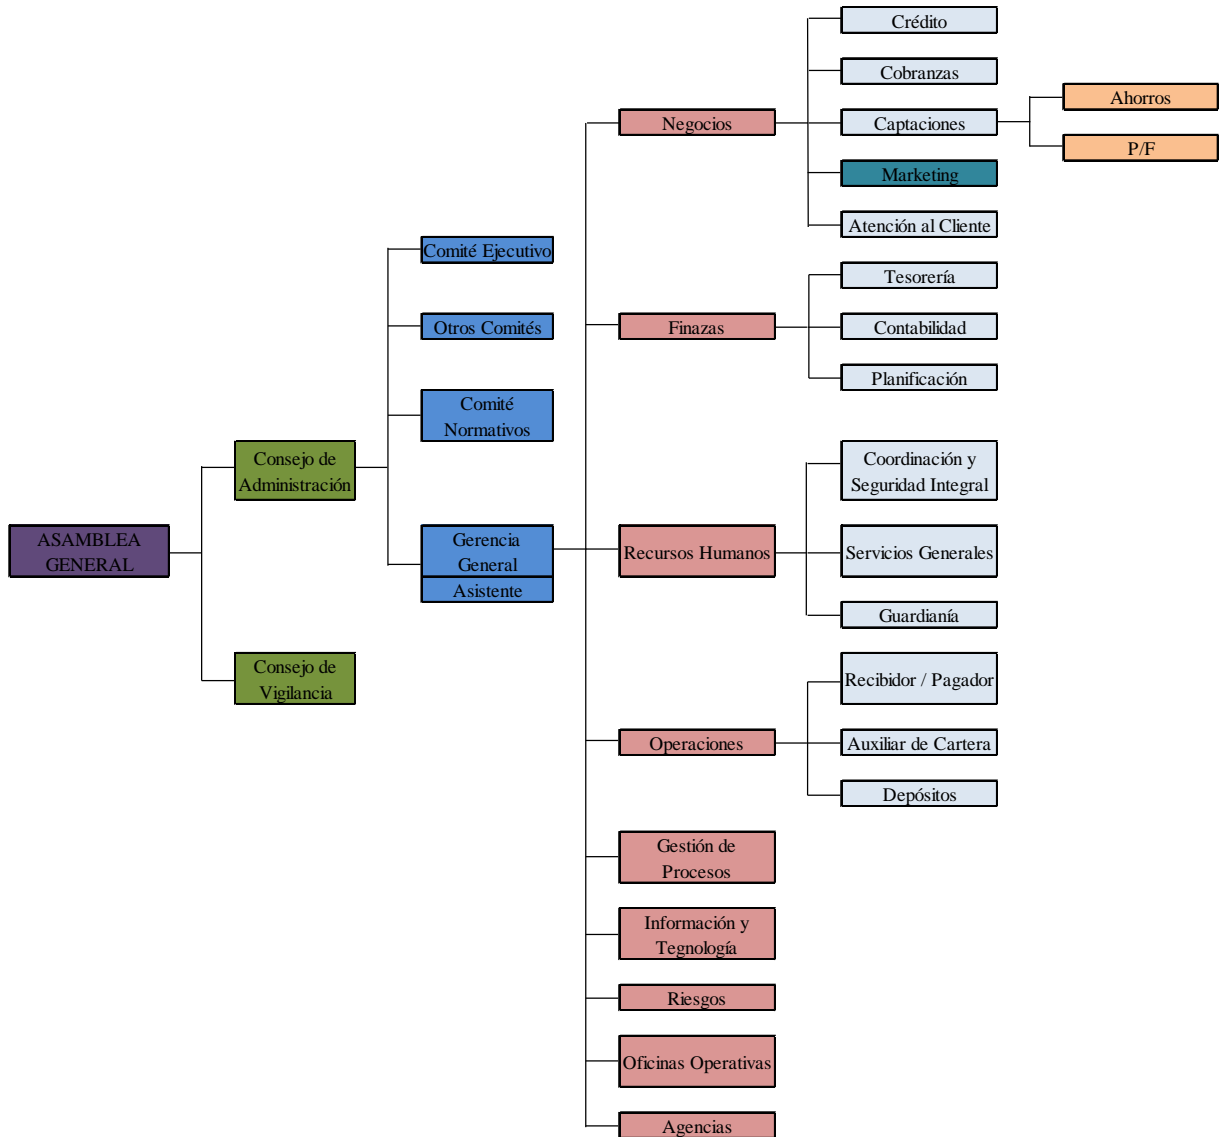 ASAMBLEA
GENERAL
Consejo de
Administración
Consejo de
Vigilancia
Comité Ejecutivo
Otros Comités
Comité
Normativos
Gerencia
General
Asistente
Negocios
Crédito
Cobranzas
Captaciones
Ahorros
P/F
Marketing
Atención al Cliente
Finazas
Tesorería
Contabilidad
Planificación
Recursos Humanos
Coordinación y
Seguridad Integral
Servicios Generales
Guardianía
Operaciones
Recibidor / Pagador
Auxiliar de Cartera
Depósitos
Gestión de
Procesos
Información y
Tegnología
Riesgos
Oficinas Operativas
Agencias